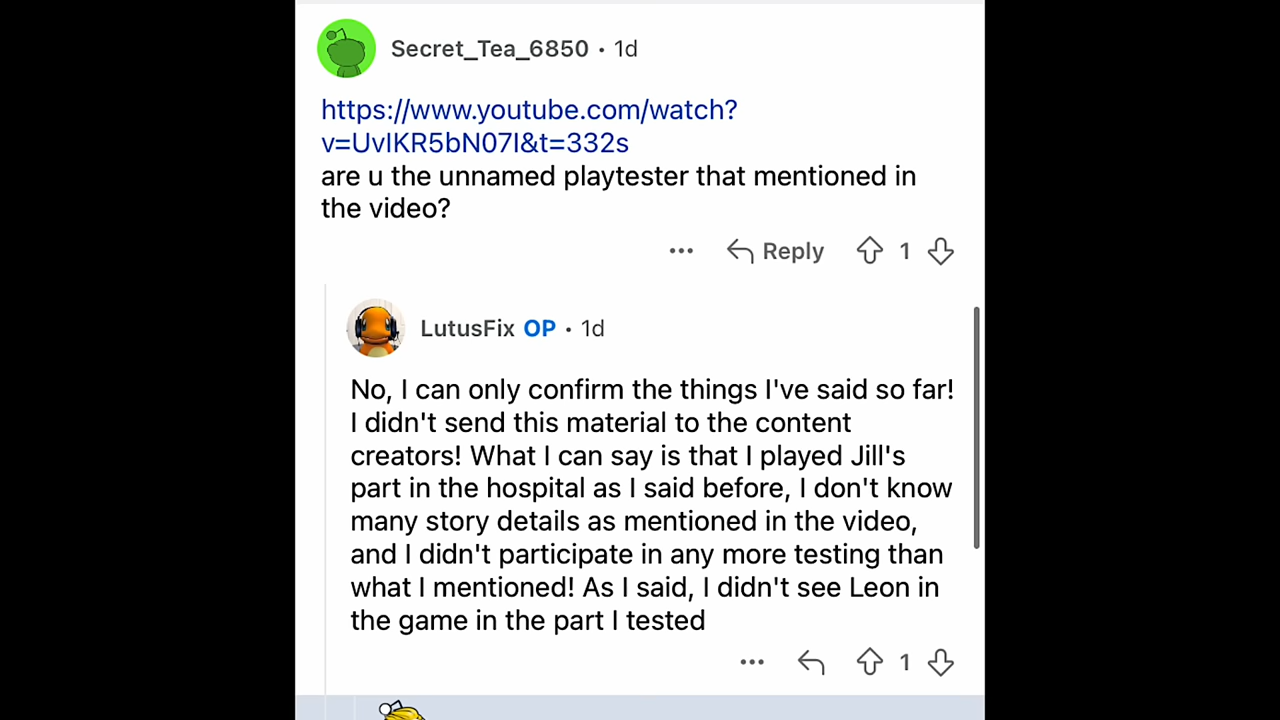 Secret_Tea_6850 • 1d
https://www.youtube.com/watch?
v=UvIKR5bN07I&t=332s
are u the unnamed playtester that mentioned in
the video?
... Reply 1
LutusFix OP • 1d
No, I can only confirm the things I've said so far!
I didn't send this material to the content
creators! What I can say is that I played Jill's
part in the hospital as I said before, I don't know
many story details as mentioned in the video,
and I didn't participate in any more testing than
what I mentioned! As I said, I didn't see Leon in
the game in the part I tested
... 1